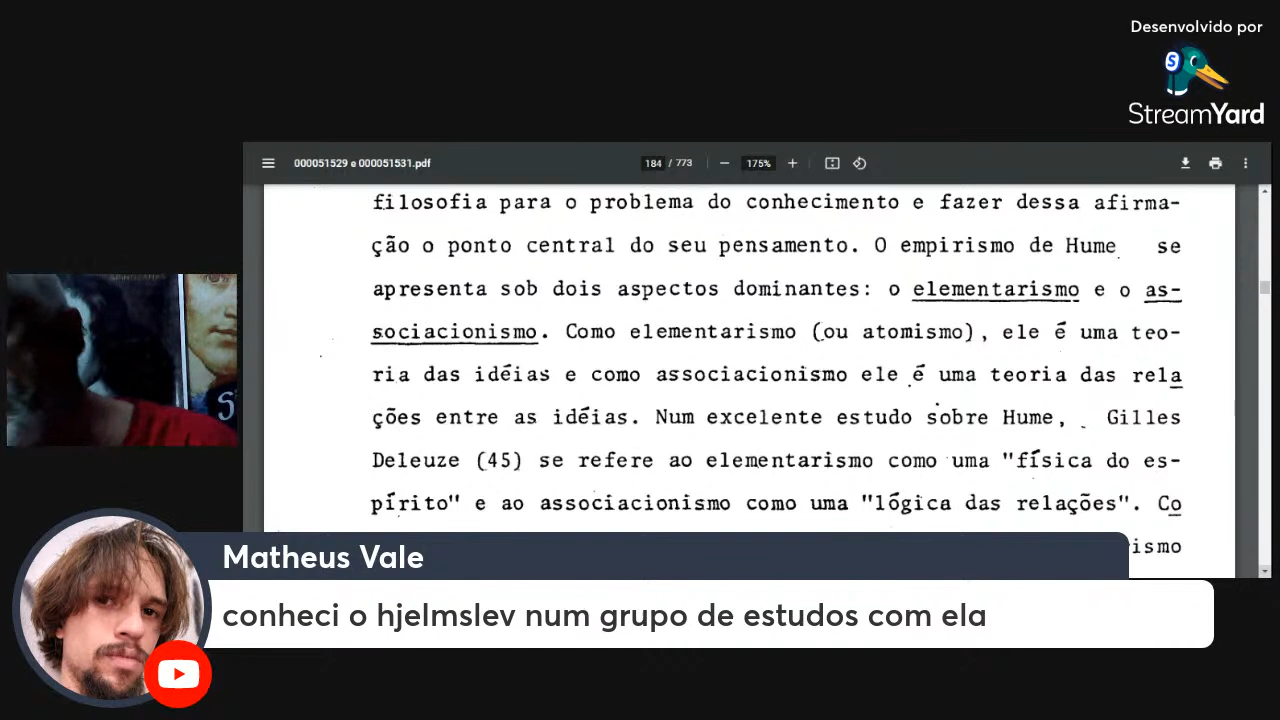 Desenvolvido por
StreamYard
000051529 e 000051531.pdf
184 / 773
175%
filosofia para o problema do conhecimento e fazer dessa afirma-
ção o ponto central do seu pensamento. O empirismo de Hume se
apresenta sob dois aspectos dominantes: o elementarismo e o as-
sociacionismo. Como elementarismo (ou atomismo), ele é uma teo-
ria das idéias e como associacionismo ele é uma teoria das rela
ções entre as idéias. Num excelente estudo sobre Hume, Gilles
Deleuze (45) se refere ao elementarismo como uma "física do es-
pírito" e ao associacionismo como uma "lógica das relações". Co
rismo
Matheus Vale
conheci o hjelmslev num grupo de estudos com ela